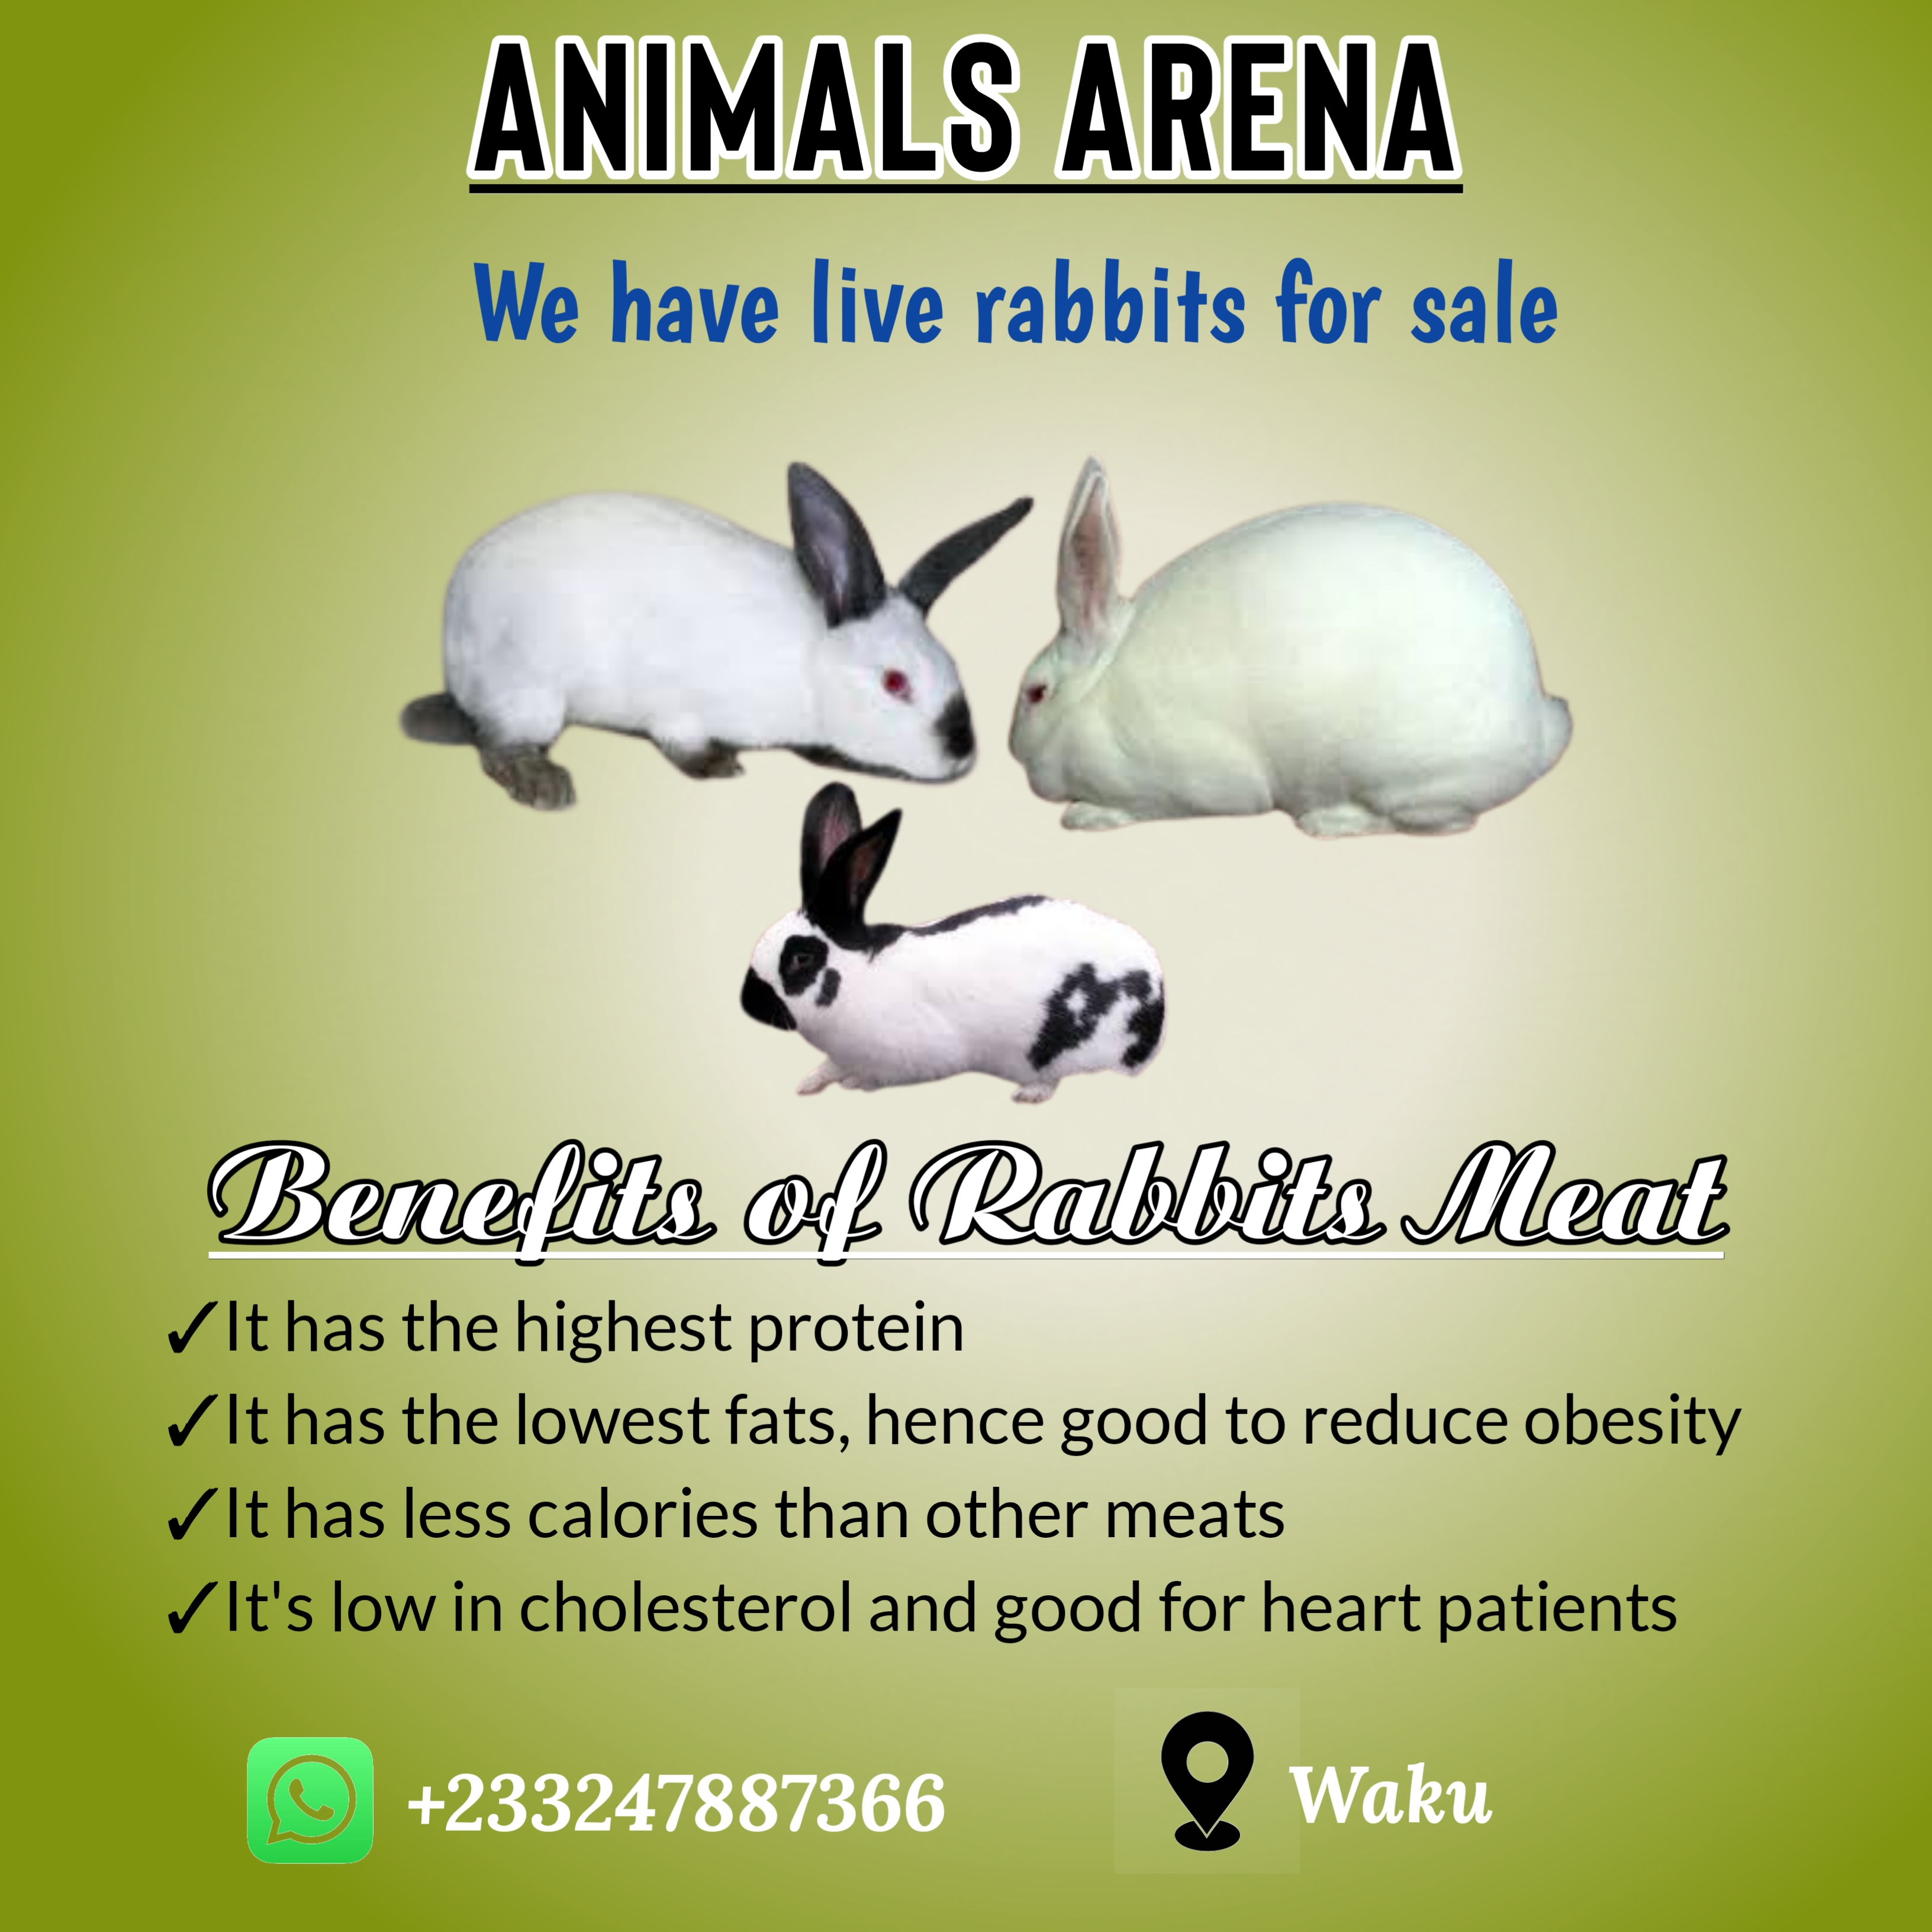 ANIMALS ARENA
We have live rabbits for sale
Benefits of Rabbits Meat
✓It has the highest protein
✓It has the lowest fats, hence good to reduce obesity
✓It has less calories than other meats
✓It's low in cholesterol and good for heart patients
+233247887366
Waku